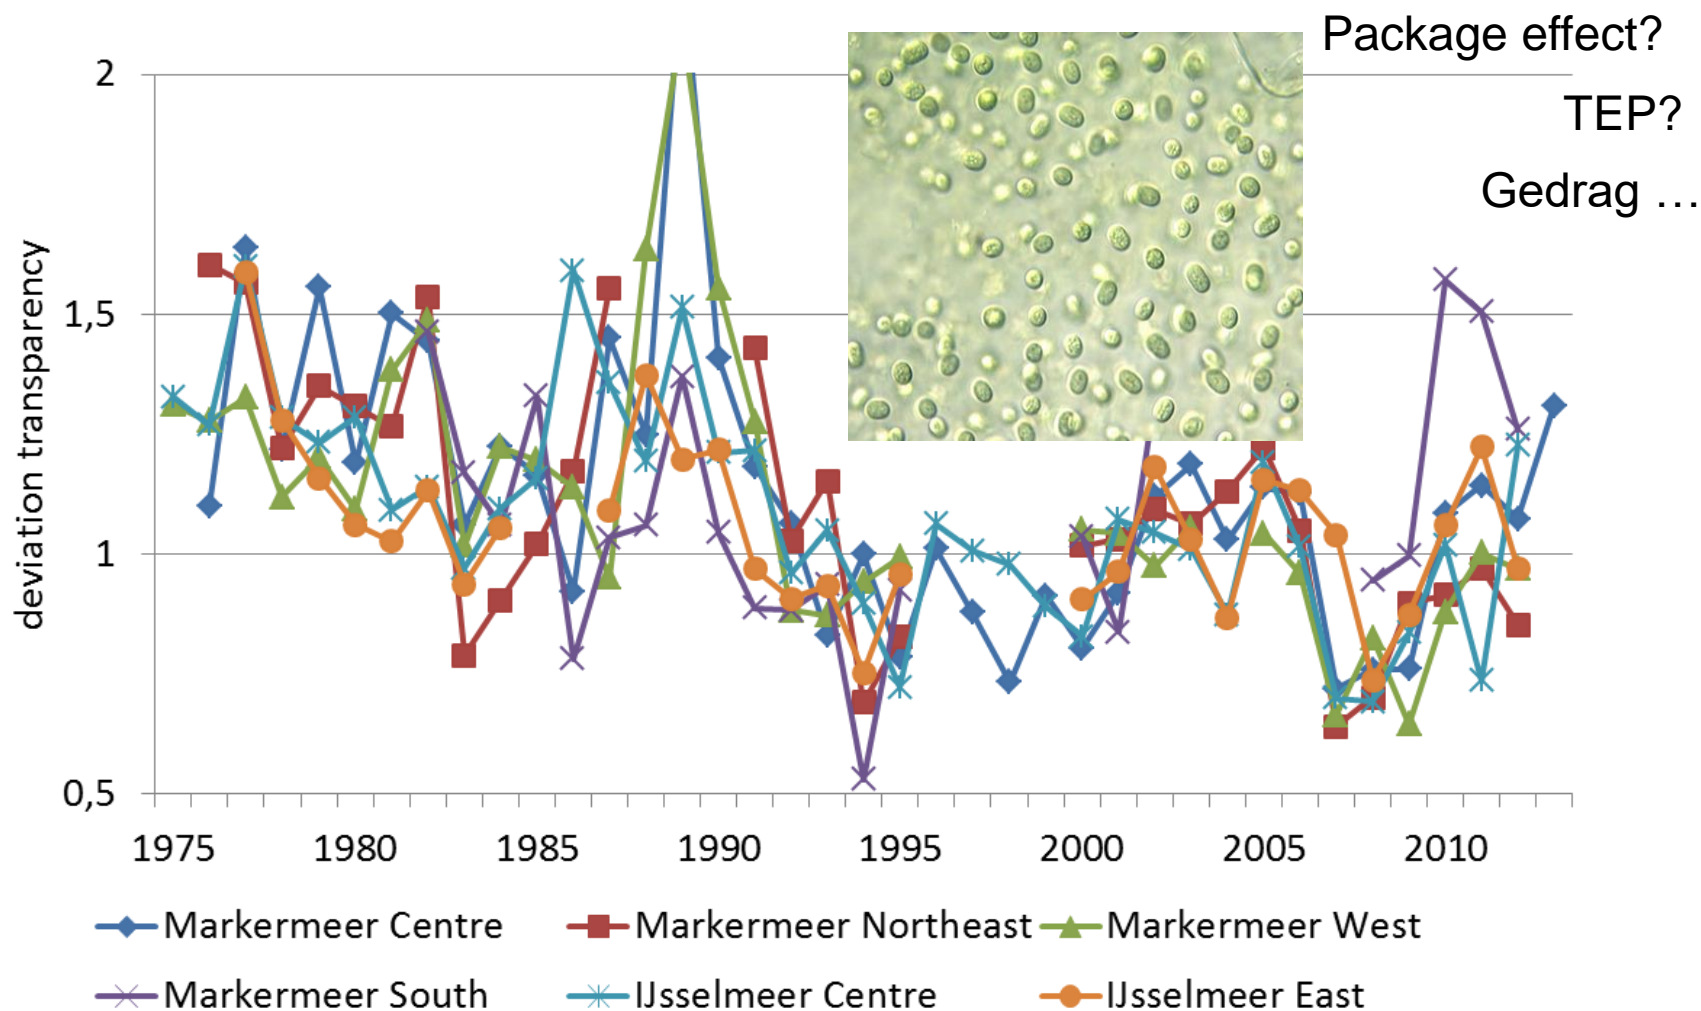 Package effect?
TEP?
Gedrag …
deviation transparency
2
1,5
1
0,5
1975 1980 1985 1990 1995 2000 2005 2010
Markermeer Centre Markermeer Northeast Markermeer West
Markermeer South IJsselmeer Centre IJsselmeer East